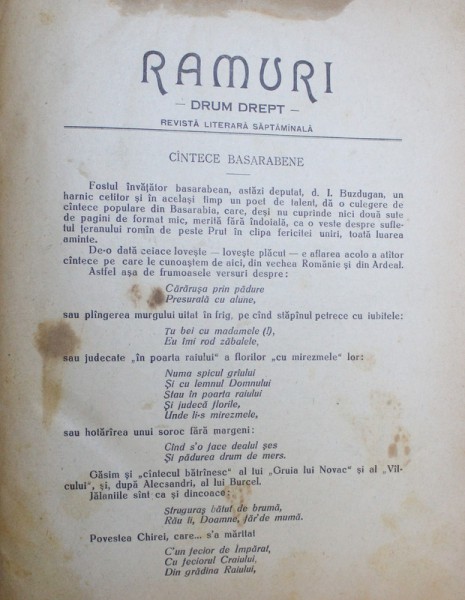 RAMURI
— DRUM DREPT —
REVISTĂ LITERARĂ SĂPTĂMÎNALĂ
CÎNTECE BASARABENE
Fostul învățător basarabean, astăzi deputat, d. I. Buzdugan, un
harnic cetitor și în același timp un poet de talent, dă o culegere de
cîntece populare din Basarabia, care, deși nu cuprinde nici două sute
de pagini de format mic, merită fără îndoială, ca o veste despre sufle-
tul țeranului romîn de peste Prut în clipa fericitei uniri, toată luarea
aminte.
De-o dată ceiace lovește — lovește plăcut — e aflarea acolo a atîtor
cîntece pe care le cunoaștem de aici, din vechea Românie și din Ardeal.
Astfel așa de frumoasele versuri despre:
Cărărușa prin pădure
Presurată cu alune,
sau plîngerea murgului uitat în frig, pe cînd stăpînul petrece cu iubitele:
Tu bei cu madamele (!),
Eu îmi rod zăbalele,
sau judecate „în poarta raiului“ a florilor „cu mirezmele“ lor:
Numa spicul grîului
Și cu lemnul Domnului
Stau în poarta raiului
Și judecă florile,
Unde li-s mirezmele,
sau hotărîrea unui soroc fără margeni:
Cînd s'o face dealul șes
Și pădurea drum de mers.
Găsim și „cîntecul bătrînesc“ al lui „Gruia lui Novac“ și al „Vîl-
cului“, și, după Alecsandri, al lui Burcel.
Jălaniile sînt ca și dincoace:
Struguraș bătut de brumă,
Rău îi, Doamne, făr'de mumă.
Povestea Chirei, care... s'a măritat
C'un fecior de Împărat,
Cu feciorul Craiului,
Din grădina Raiului,